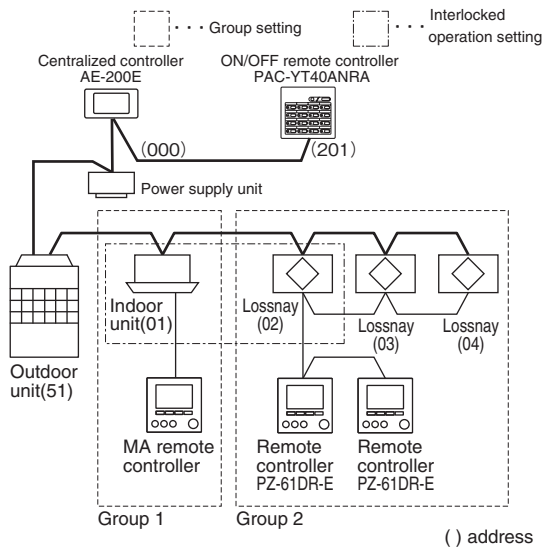 · · · Group setting
· · · Interlocked
operation setting
Centralized controller
AE-200E
ON/OFF remote controller
PAC-YT40ANRA
(000)
(201)
Power supply unit
Indoor
unit(01)
Lossnay
(02)
Lossnay
(03)
Lossnay
(04)
Outdoor
unit(51)
MA remote
controller
Remote
controller
PZ-61DR-E
Remote
controller
PZ-61DR-E
Group 1
Group 2
( ) address